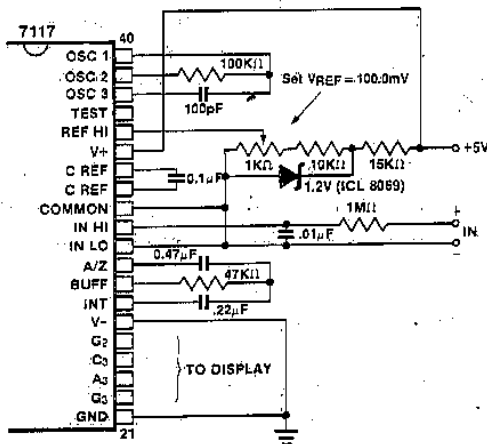 7117
40
OSC 1
OSC 2
OSC 3
TEST
REF HI
V+
C REF
C REF
COMMON
IN HI
IN LO
A/Z
BUFF
INT
V-
G2
C3
A3
G3
GND
21
100KΩ
100pF
Set VREF = 100.0mV
1KΩ
10KΩ
15KΩ
+5V
1.2V (ICL 8069)
0.1µF
1MΩ
+
IN
−
.01µF
0.47µF
47KΩ
.22µF
TO DISPLAY